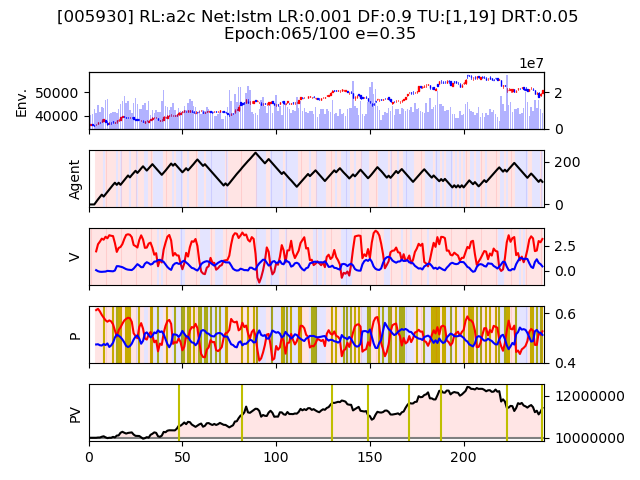 [005930] RL:a2c Net:lstm LR:0.001 DF:0.9 TU:[1,19] DRT:0.05
Epoch:065/100 e=0.35
1e7
Env.
50000
40000
2
0
Agent
200
0
V
2.5
0.0
P
0.6
0.4
PV
12000000
10000000
0
50
100
150
200